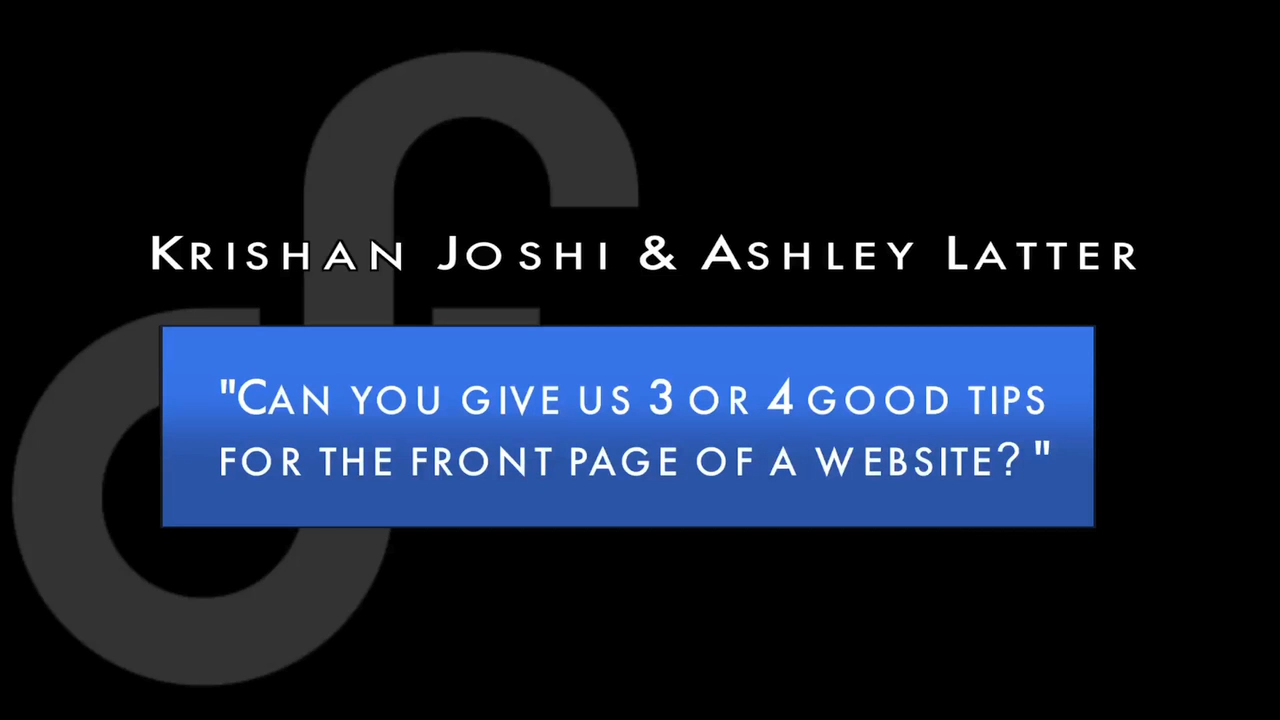 Krishan Joshi & Ashley Latter
"Can you give us 3 or 4 good tips
for the front page of a website? "